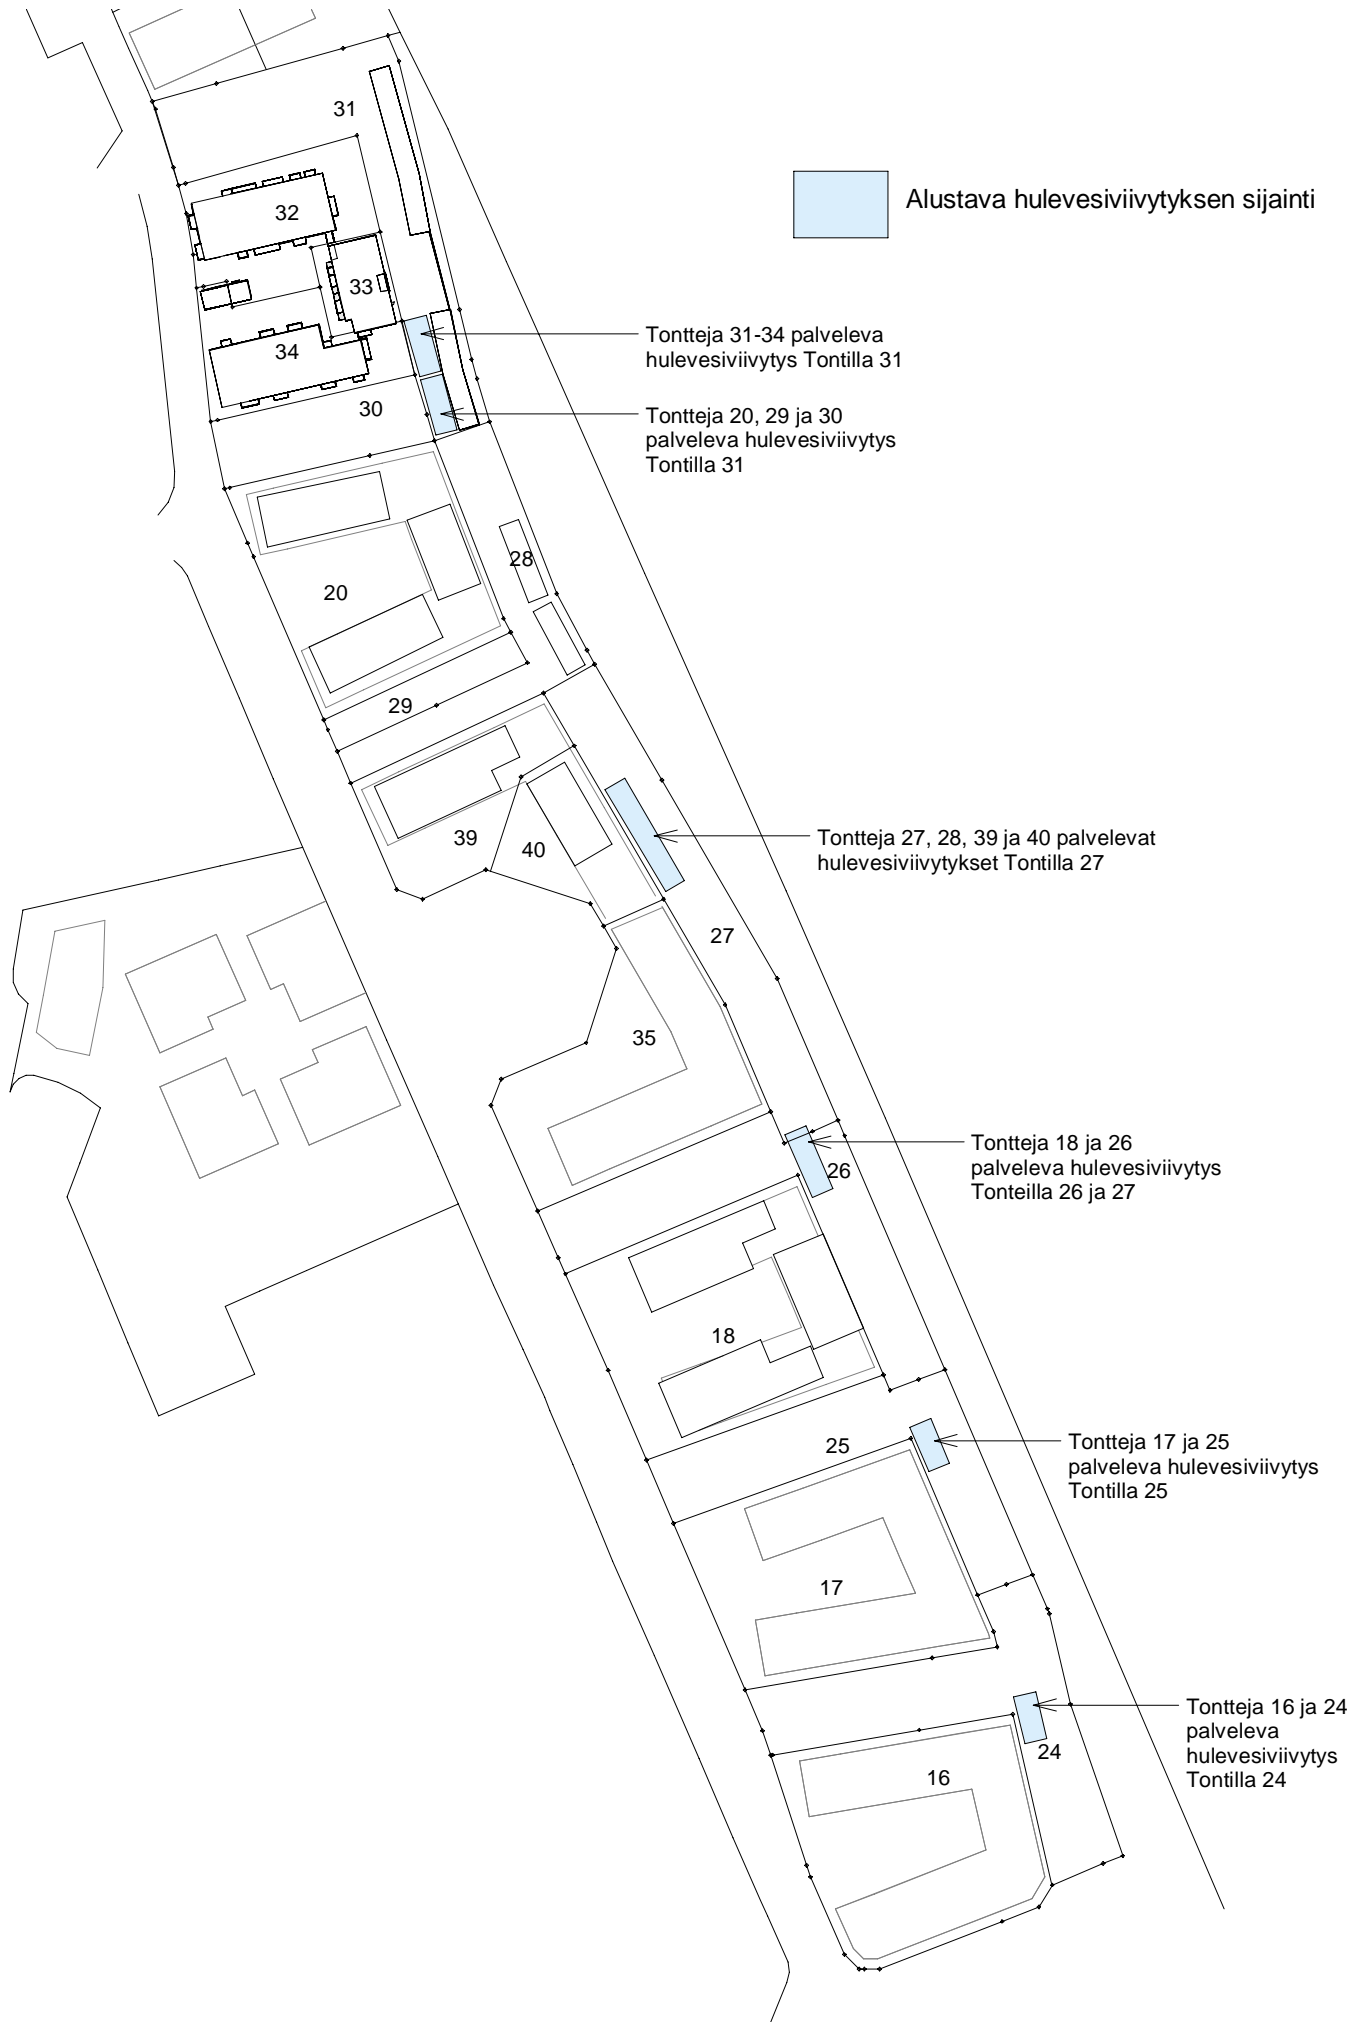 31
Alustava hulevesiviivytyksen sijainti
32
33
Tontteja 31-34 palveleva
hulevesiviivytys Tontilla 31
34
30
Tontteja 20, 29 ja 30
palveleva hulevesiviivytys
Tontilla 31
28
20
29
39
40
Tontteja 27, 28, 39 ja 40 palvelevat
hulevesiviivytykset Tontilla 27
27
35
Tontteja 18 ja 26
palveleva hulevesiviivytys
Tonteilla 26 ja 27
26
18
25
Tontteja 17 ja 25
palveleva hulevesiviivytys
Tontilla 25
17
Tontteja 16 ja 24
palveleva
hulevesiviivytys
Tontilla 24
24
16